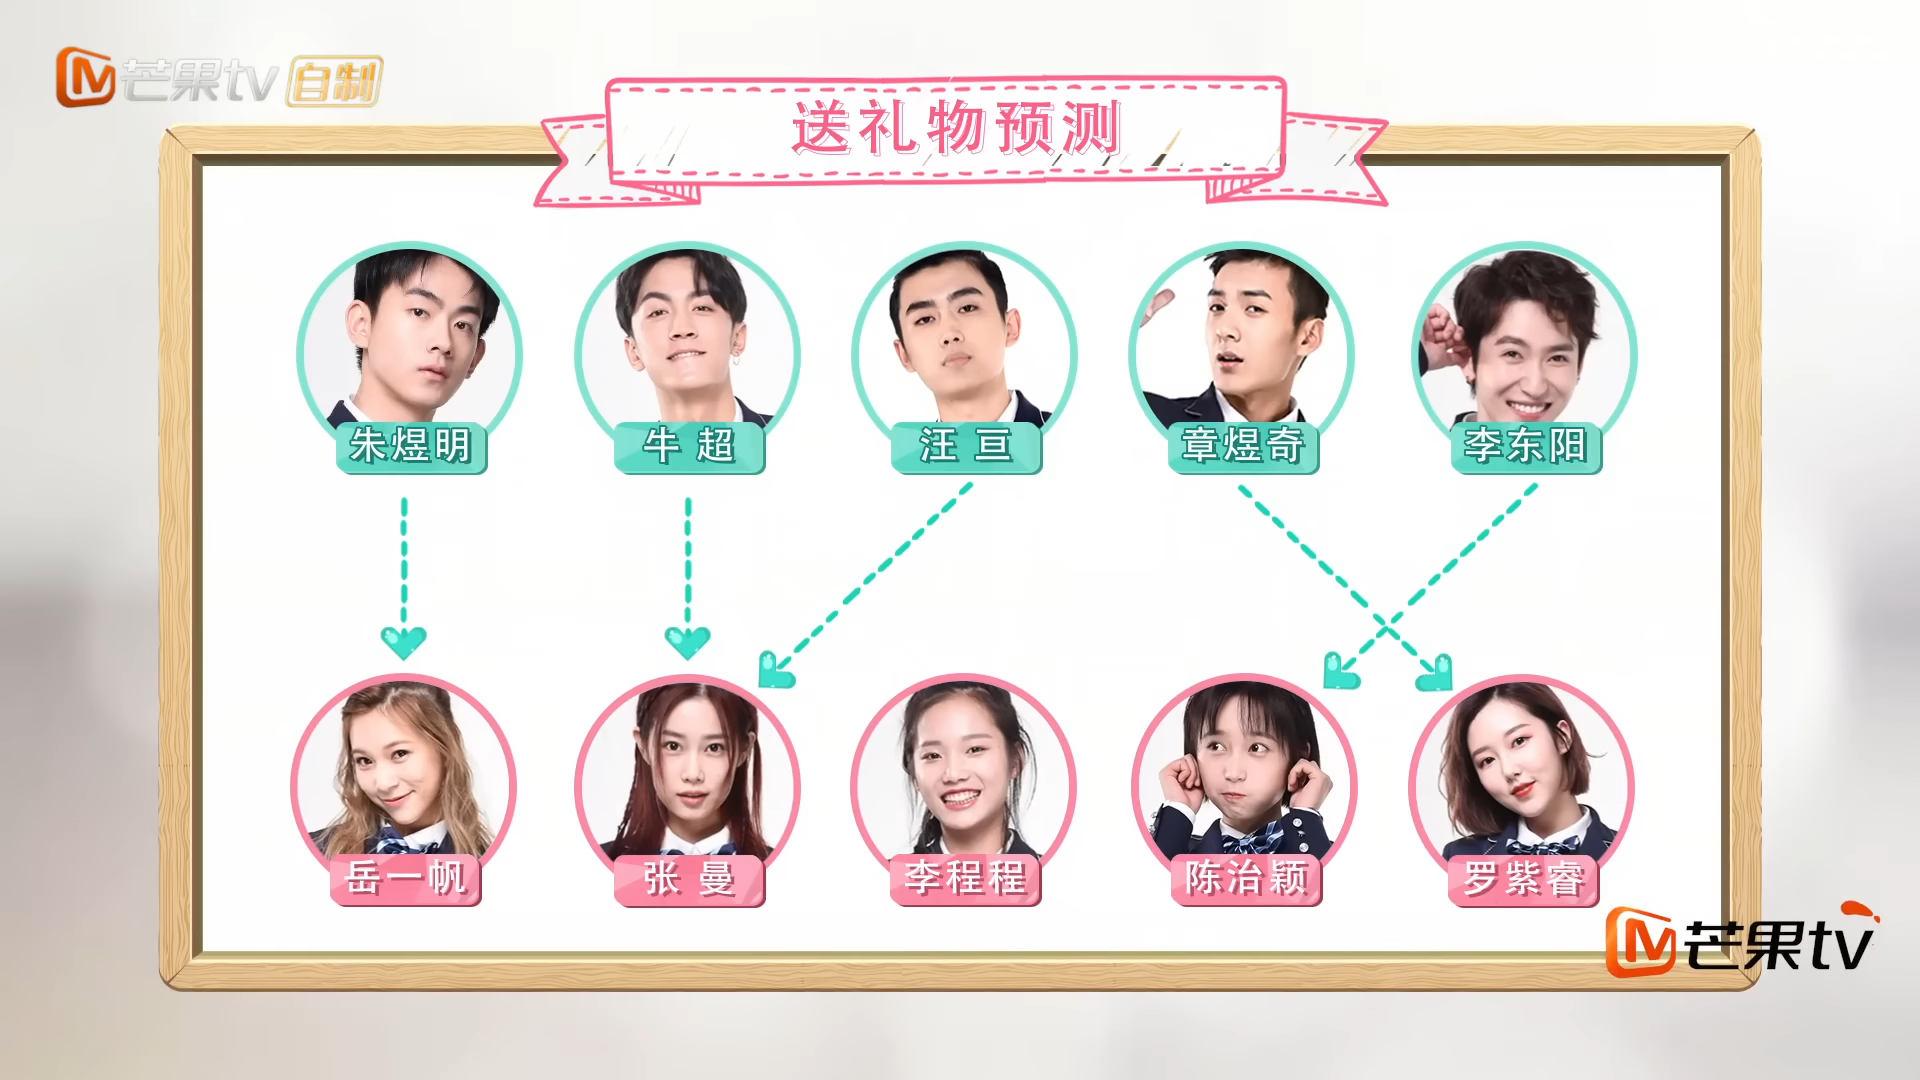 芒果tv 自制
送礼物预测
朱煜明 牛超 汪亘 章煜奇 李东阳
岳一帆 张曼 李程程 陈治颖 罗紫睿
芒果tv